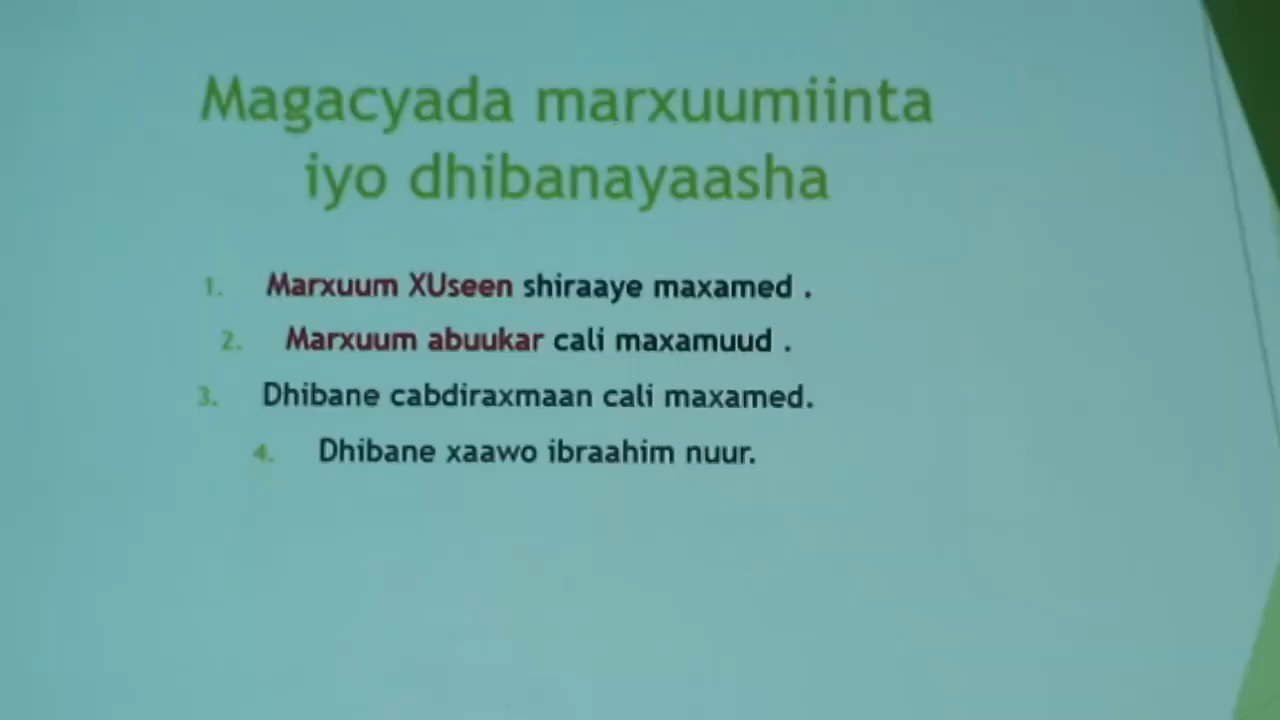 Magacyada marxuumiinta
iyo dhibanayaasha
1. Marxuum XUseen shiraaye maxamed .
2. Marxuum abuukar cali maxamuud .
3. Dhibane cabdiraxmaan cali maxamed.
4. Dhibane xaawo ibraahim nuur.